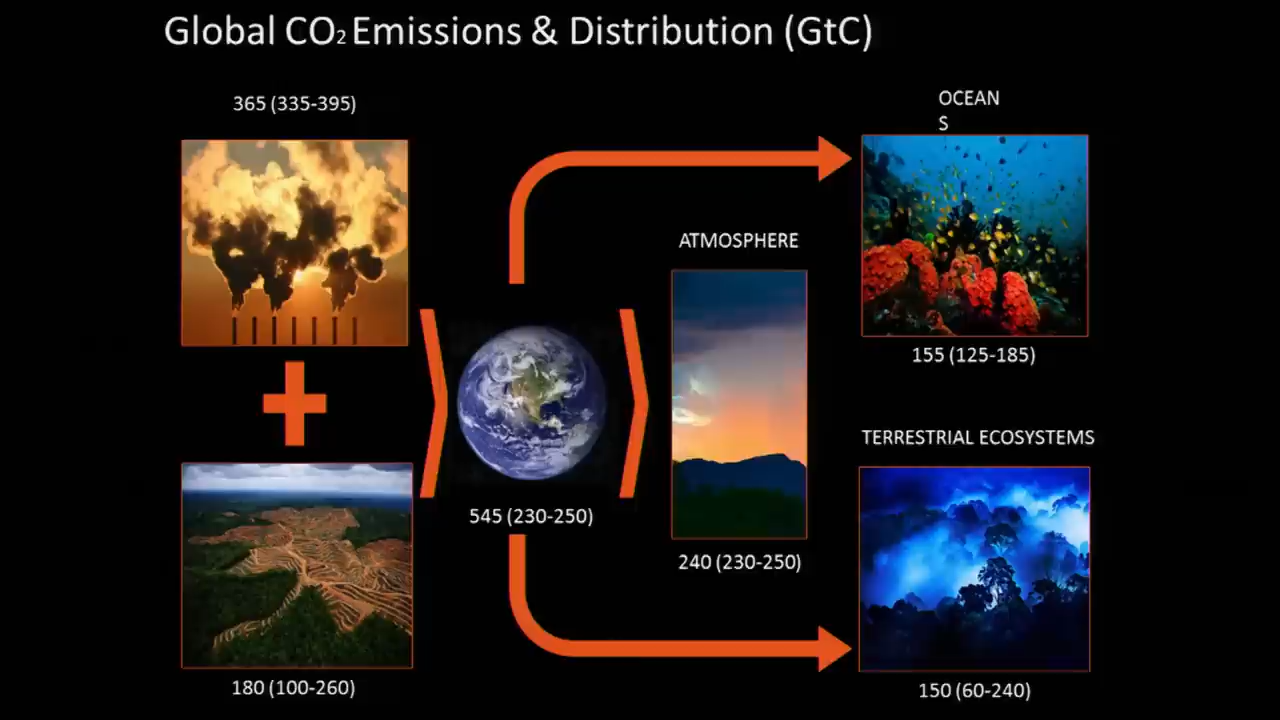 Global CO₂ Emissions & Distribution (GtC)
365 (335-395)
OCEAN
S
ATMOSPHERE
155 (125-185)
TERRESTRIAL ECOSYSTEMS
545 (230-250)
240 (230-250)
180 (100-260)
150 (60-240)